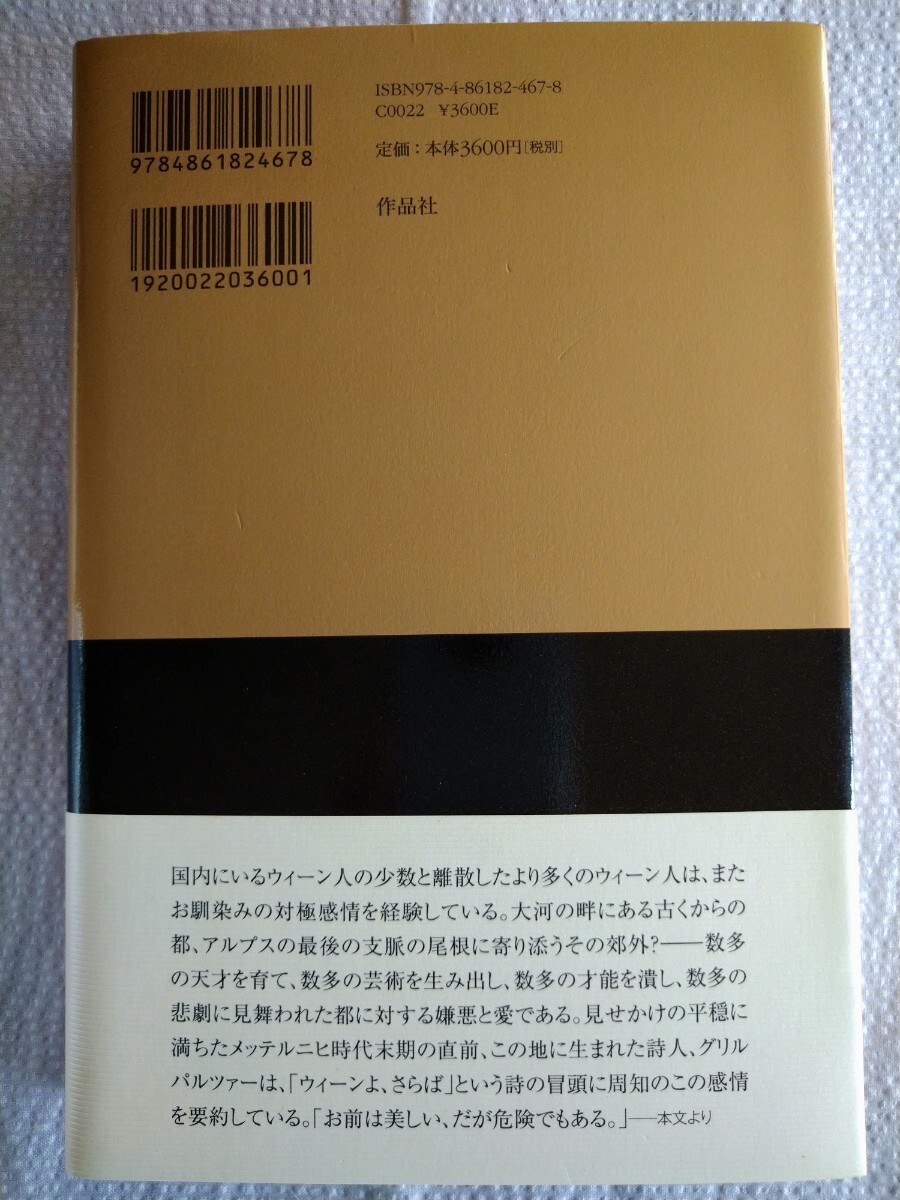 ISBN978-4-86182-467-8
C0022 ¥3600E
9784861824678
定価：本体3600円[税別]
作品社
1920022036001
国内にいるウィーン人の少数と離散したより多くのウィーン人は、また
お馴染みの対極感情を経験している。大河の畔にある古くからの
都、アルプスの最後の支脈の尾根に寄り添うその郊外?——数多
の天才を育て、数多の芸術を生み出し、数多の才能を潰し、数多の
悲劇に見舞われた都に対する嫌悪と愛である。見せかけの平穏に
満ちたメッテルニヒ時代末期の直前、この地に生まれた詩人、グリル
パルツァーは、「ウィーンよ、さらば」という詩の冒頭に周知のこの感情
を要約している。「お前は美しい、だが危険でもある。」——本文より